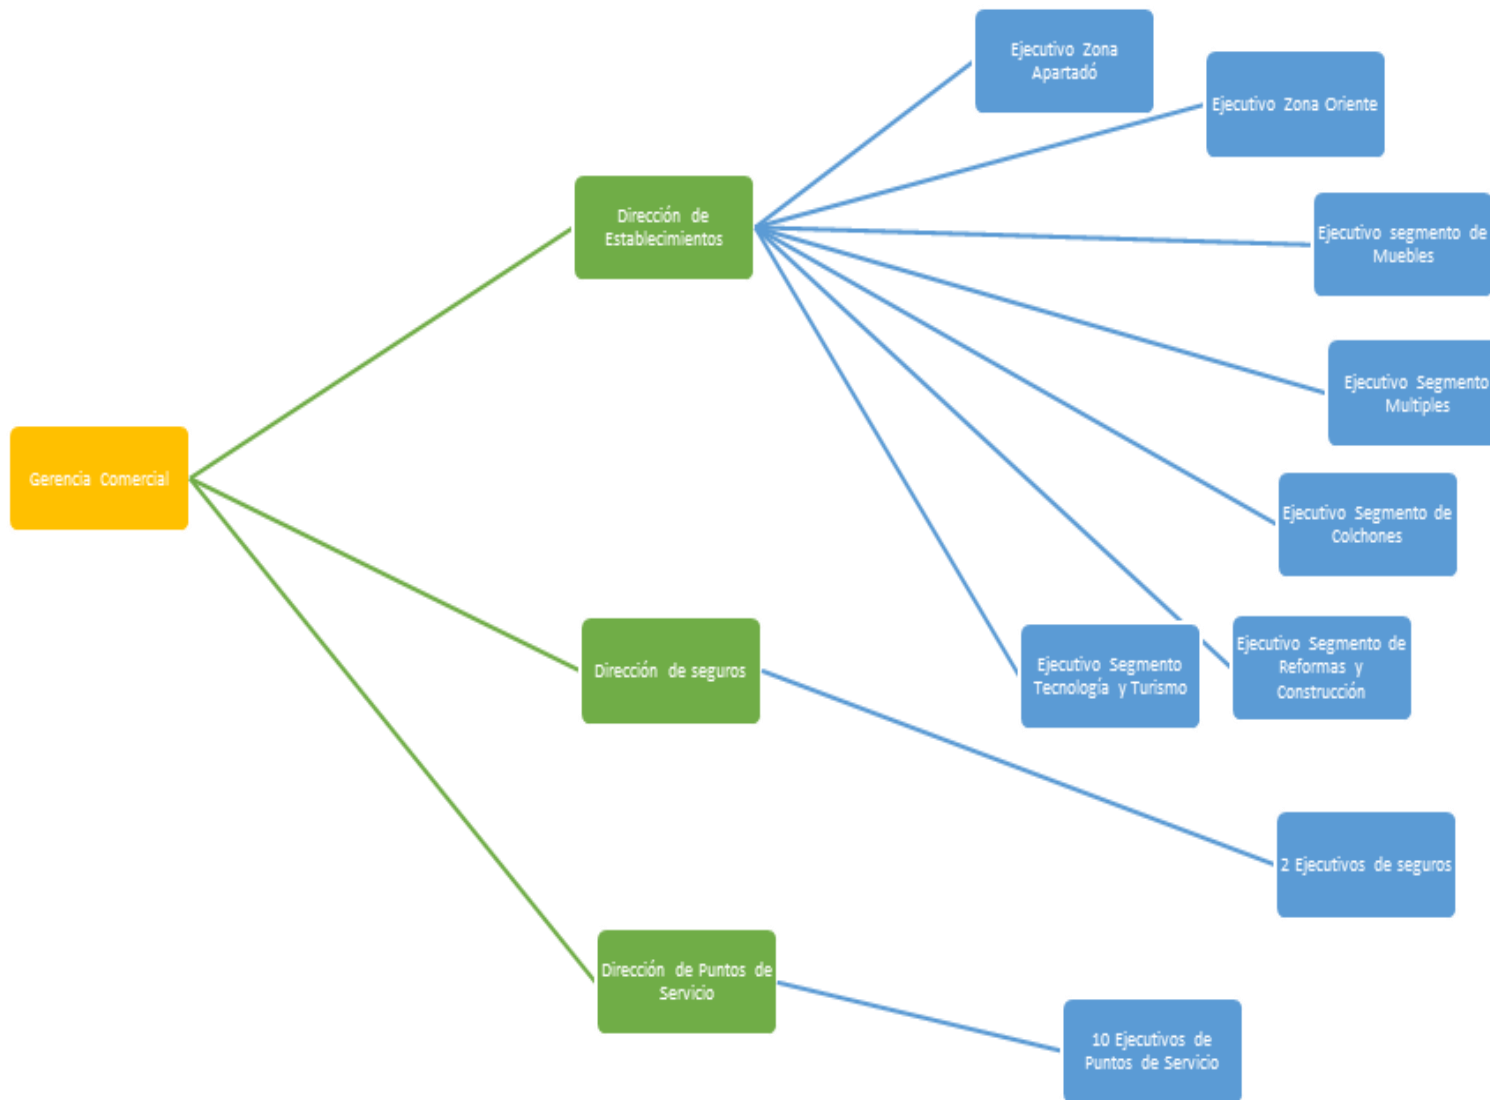 Ejecutivo Zona
Apartadó
Ejecutivo Zona Oriente
Dirección de
Establecimientos
Ejecutivo segmento de
Muebles
Ejecutivo Segmento
Multiples
Gerencia Comercial
Ejecutivo Segmento de
Colchones
Dirección de seguros
Ejecutivo Segmento
Tecnología y Turismo
Ejecutivo Segmento de
Reformas y
Construcción
2 Ejecutivos de seguros
Dirección de Puntos de
Servicio
10 Ejecutivos de
Puntos de Servicio